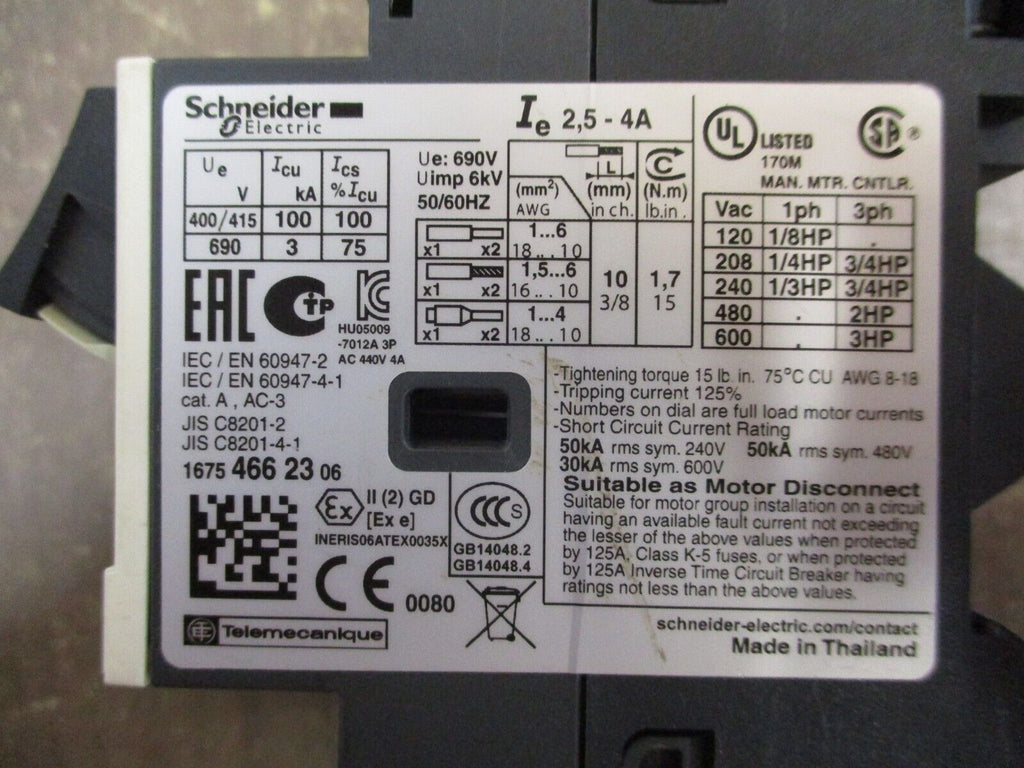 Schneider
Electric
Ie 2,5 - 4A
Ue V Icu kA Ics %Icu
400/415 100 100
690 3 75
Ue: 690V
Uimp 6kV
50/60HZ
(mm²) AWG
L (mm) in ch.
C (N.m) lb.in.
x1 x2 1...6 18... 10
x1 x2 1,5...6 16... 10
x1 x2 1...4 18... 10
10 3/8
1,7 15
UL LISTED
170M
MAN. MTR. CNTLR.
SA ®
Vac 1ph 3ph
120 1/8HP .
208 1/4HP 3/4HP
240 1/3HP 3/4HP
480 . 2HP
600 . 3HP
EAC
C тр
KC
HU05009
-7012A 3P
AC 440V 4A
IEC / EN 60947-2
IEC / EN 60947-4-1
cat. A , AC-3
JIS C8201-2
JIS C8201-4-1
1675 466 23 06
-Tightening torque 15 lb. in. 75°C CU AWG 8-18
-Tripping current 125%
-Numbers on dial are full load motor currents
-Short Circuit Current Rating
50kA rms sym. 240V 50kA rms sym. 480V
30kA rms sym. 600V
Suitable as Motor Disconnect
Suitable for motor group installation on a circuit
having an available fault current not exceeding
the lesser of the above values when protected
by 125A, Class K-5 fuses, or when protected
by 125A Inverse Time Circuit Breaker having
ratings not less than the above values.
Ex II (2) GD
[Ex e]
INERIS06ATEX0035X
CCC S
GB14048.2
GB14048.4
CE 0080
TE Telemecanique
schneider-electric.com/contact
Made in Thailand